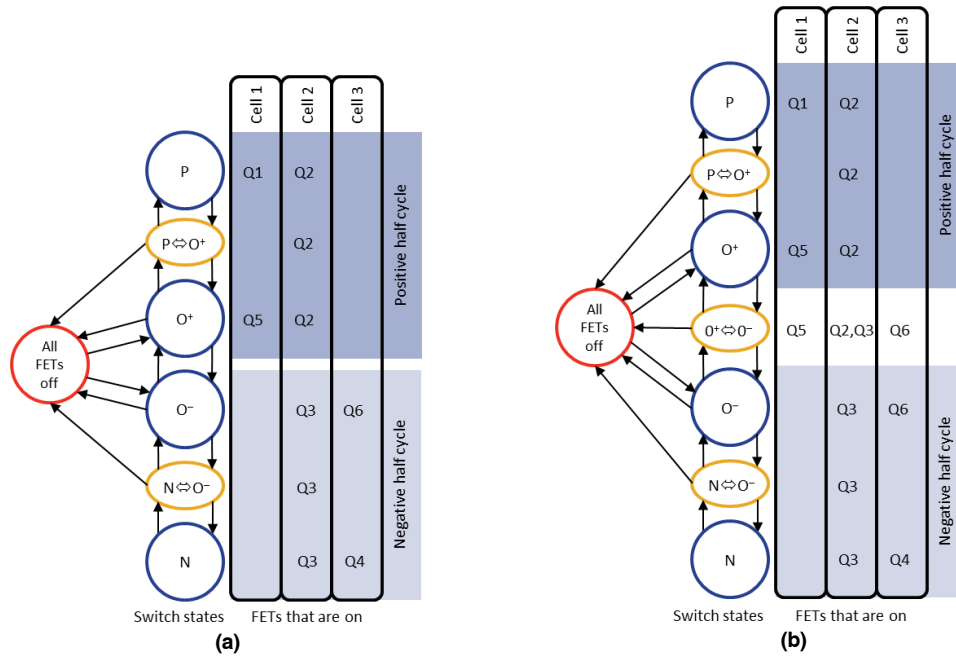 Cell 1
Cell 2
Cell 3
P
Q1
Q2
P⇔O⁺
Q2
O⁺
Q5
Q2
All
FETs
off
O⁻
Q3
Q6
N⇔O⁻
Q3
N
Q3
Q4
Positive half cycle
Negative half cycle
Switch states
FETs that are on
(a)
Cell 1
Cell 2
Cell 3
P
Q1
Q2
P⇔O⁺
Q2
O⁺
Q5
Q2
All
FETs
off
O⁺⇔O⁻
Q5
Q2,Q3
Q6
O⁻
Q3
Q6
N⇔O⁻
Q3
N
Q3
Q4
Positive half cycle
Negative half cycle
Switch states
FETs that are on
(b)